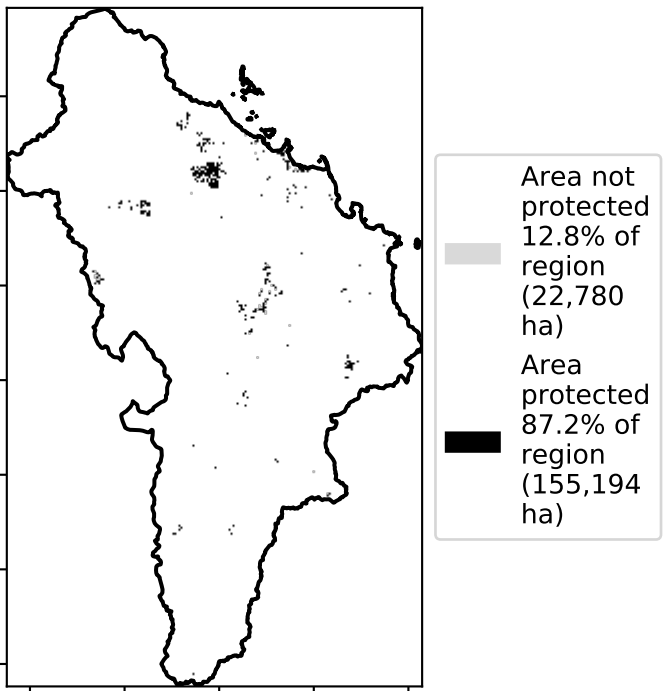 Area not
protected
12.8% of
region
(22,780
ha)
Area
protected
87.2% of
region
(155,194
ha)